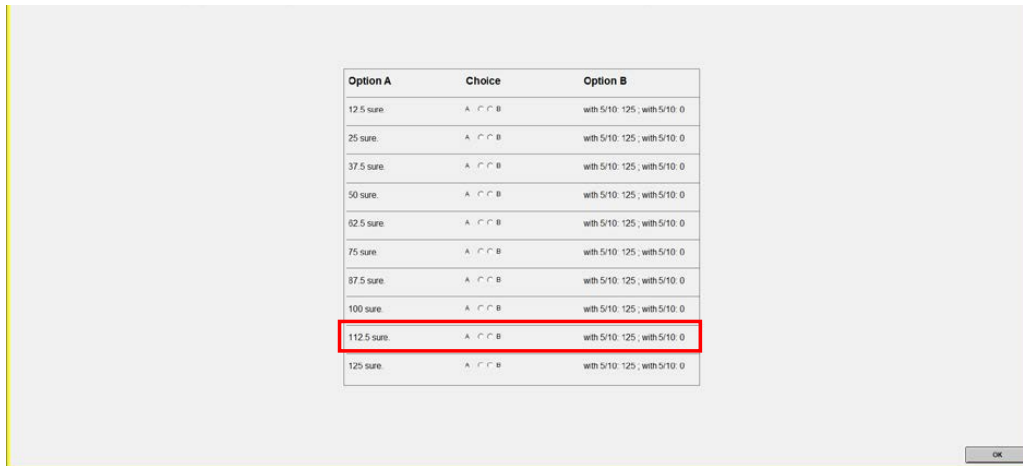 Option A Choice Option B
12.5 sure. A B with 5/10: 125 ; with 5/10: 0
25 sure. A B with 5/10: 125 ; with 5/10: 0
37.5 sure. A B with 5/10: 125 ; with 5/10: 0
50 sure. A B with 5/10: 125 ; with 5/10: 0
62.5 sure. A B with 5/10: 125 ; with 5/10: 0
75 sure. A B with 5/10: 125 ; with 5/10: 0
87.5 sure. A B with 5/10: 125 ; with 5/10: 0
100 sure. A B with 5/10: 125 ; with 5/10: 0
112.5 sure. A B with 5/10: 125 ; with 5/10: 0
125 sure. A B with 5/10: 125 ; with 5/10: 0
OK